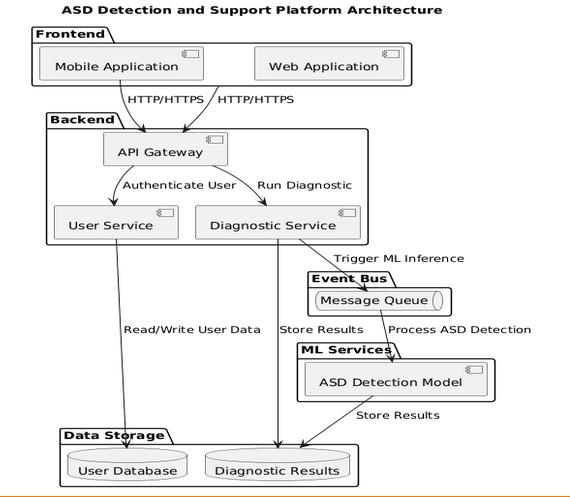 ASD Detection and Support Platform Architecture
Frontend
Mobile Application
Web Application
HTTP/HTTPS
HTTP/HTTPS
Backend
API Gateway
Authenticate User
Run Diagnostic
User Service
Diagnostic Service
Trigger ML Inference
Event Bus
Message Queue
Read/Write User Data
Store Results
Process ASD Detection
ML Services
ASD Detection Model
Store Results
Data Storage
User Database
Diagnostic Results